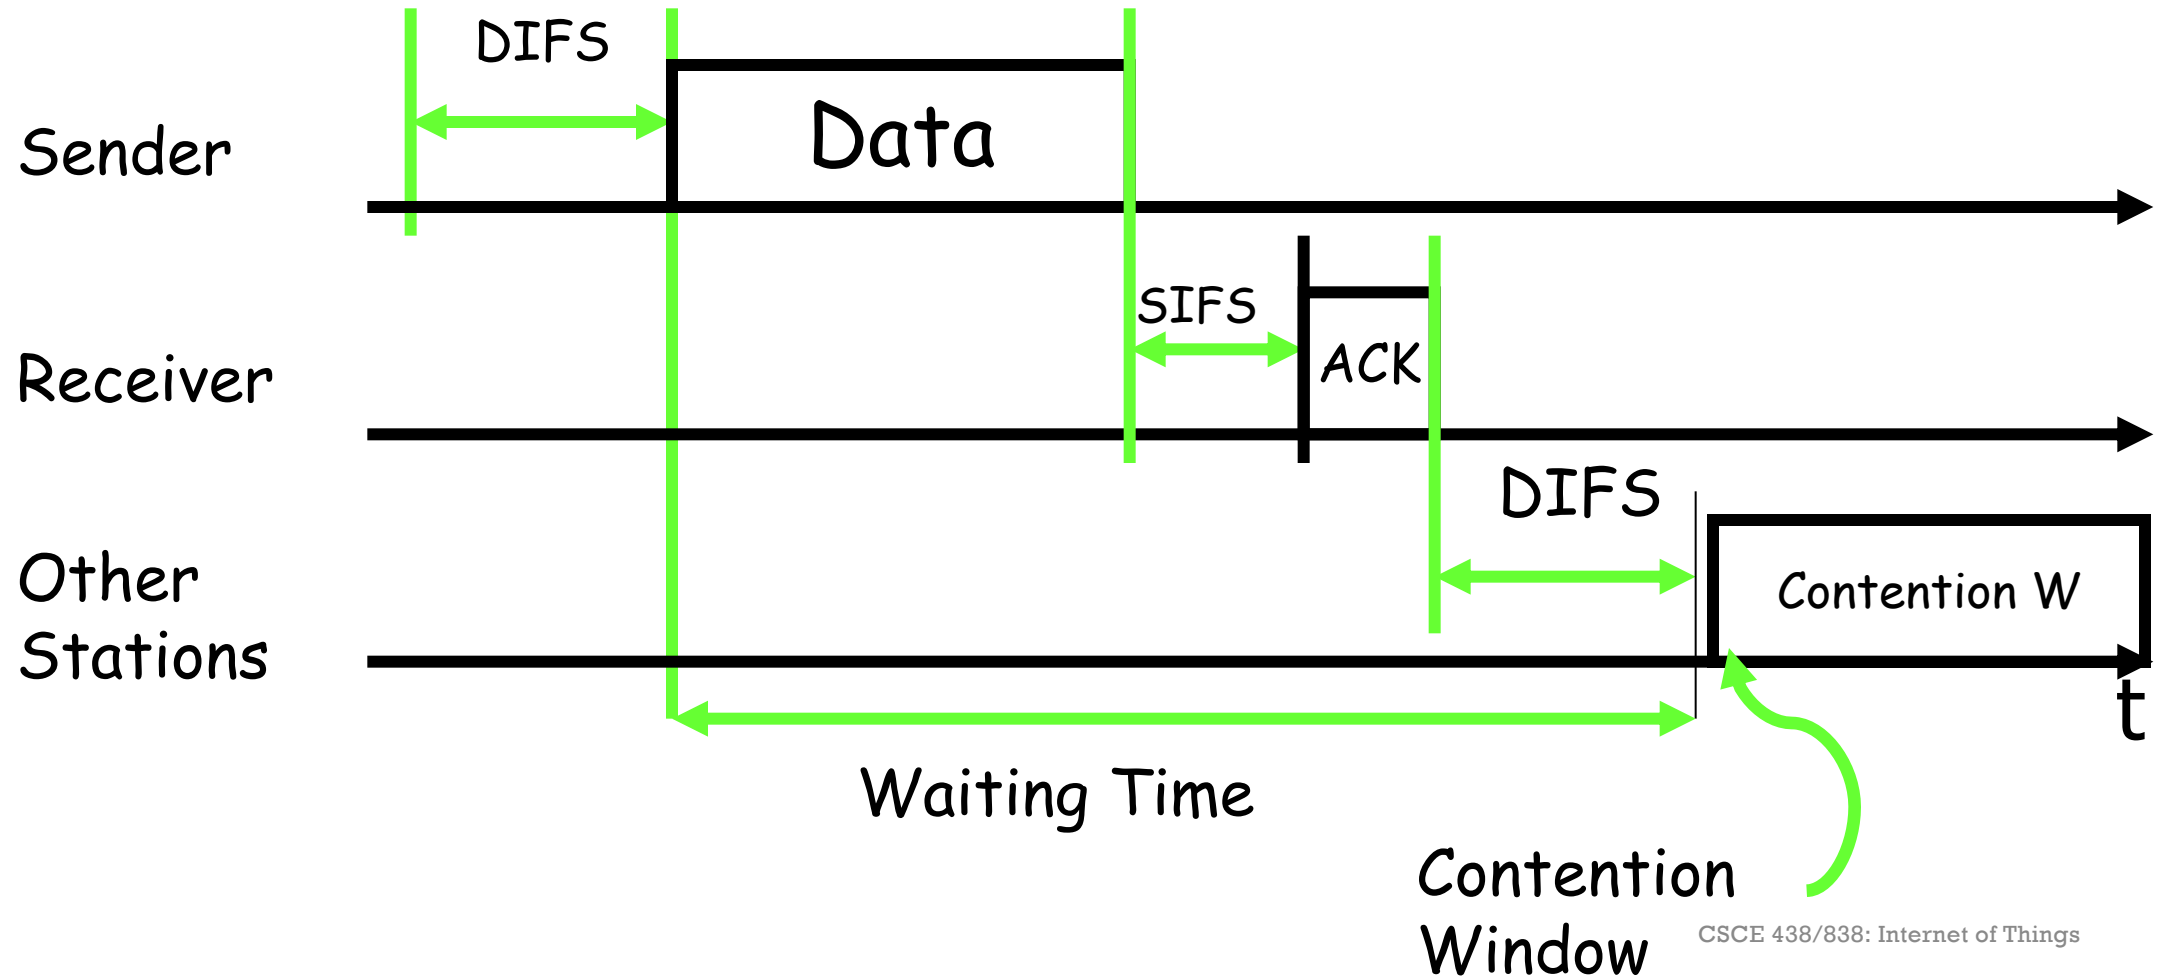 DIFS
Data
Sender
SIFS
ACK
Receiver
DIFS
Contention W
Other
Stations
t
Waiting Time
Contention
Window
CSCE 438/838: Internet of Things